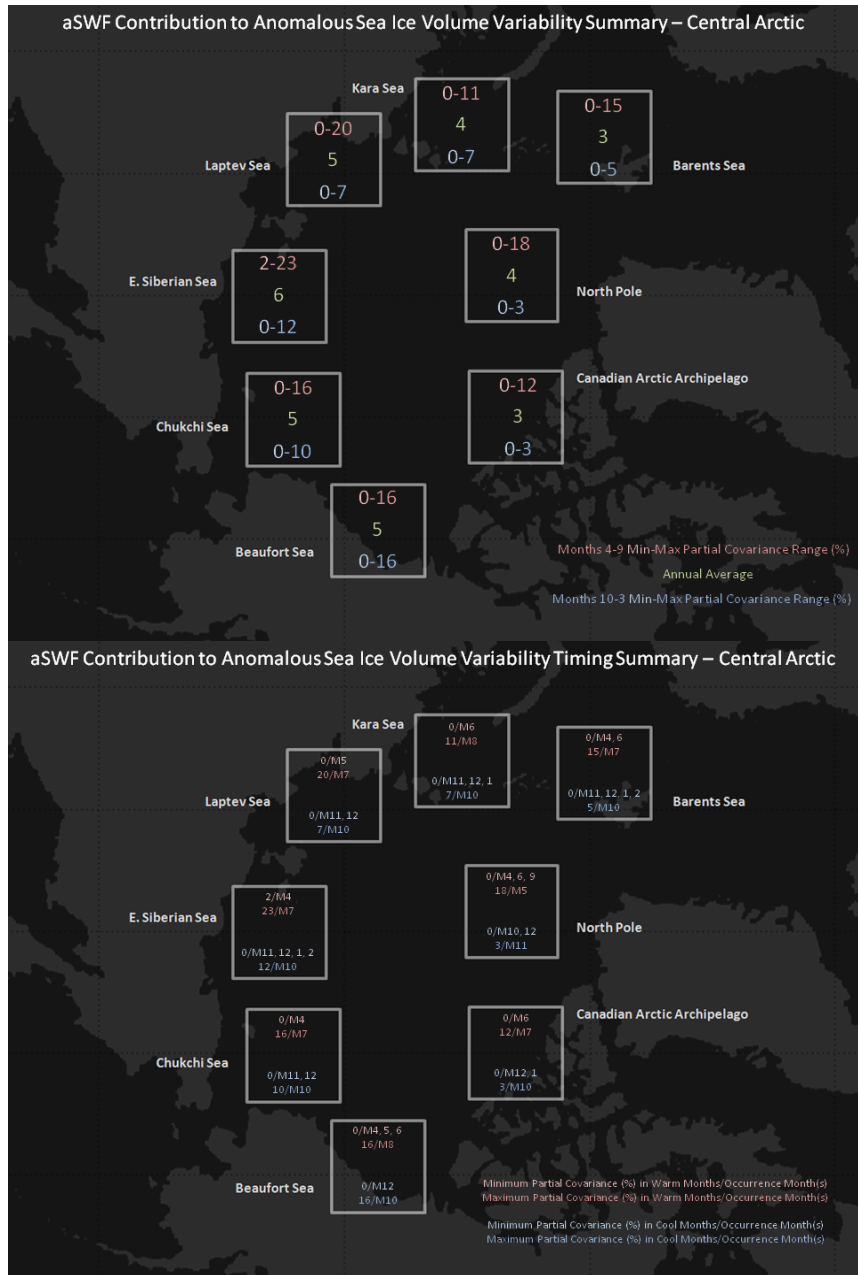 aSWF Contribution to Anomalous Sea Ice Volume Variability Summary – Central Arctic
Kara Sea
0-11
4
0-7
0-15
3
0-5
Barents Sea
Laptev Sea
0-20
5
0-7
E. Siberian Sea
2-23
6
0-12
0-18
4
0-3
North Pole
Chukchi Sea
0-16
5
0-10
Canadian Arctic Archipelago
0-12
3
0-3
Beaufort Sea
0-16
5
0-16
Months 4-9 Min-Max Partial Covariance Range (%)
Annual Average
Months 10-3 Min-Max Partial Covariance Range (%)
aSWF Contribution to Anomalous Sea Ice Volume Variability Timing Summary – Central Arctic
Kara Sea
0/M6
11/M8
0/M11, 12, 1
7/M10
0/M4, 6
15/M7
0/M11, 12, 1, 2
5/M10
Barents Sea
Laptev Sea
0/M5
20/M7
0/M11, 12
7/M10
E. Siberian Sea
2/M4
23/M7
0/M11, 12, 1, 2
12/M10
0/M4, 6, 9
18/M5
0/M10, 12
3/M11
North Pole
Chukchi Sea
0/M4
16/M7
0/M11, 12
10/M10
Canadian Arctic Archipelago
0/M6
12/M7
0/M12, 1
3/M10
Beaufort Sea
0/M4, 5, 6
16/M8
0/M12
16/M10
Minimum Partial Covariance (%) in Warm Months/Occurrence Month(s)
Maximum Partial Covariance (%) in Warm Months/Occurrence Month(s)
Minimum Partial Covariance (%) in Cool Months/Occurrence Month(s)
Maximum Partial Covariance (%) in Cool Months/Occurrence Month(s)